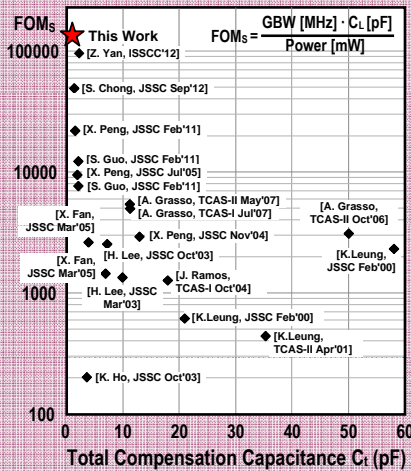 FOMS
This Work
FOMS = GBW [MHz] · CL [pF]
Power [mW]
100000
[Z. Yan, ISSCC'12]
[S. Chong, JSSC Sep'12]
[X. Peng, JSSC Feb'11]
[S. Guo, JSSC Feb'11]
10000
[X. Peng, JSSC Jul'05]
[S. Guo, JSSC Feb'11]
[A. Grasso, TCAS-II May'07]
[A. Grasso, TCAS-I Jul'07]
[A. Grasso,
TCAS-II Oct'06]
[X. Fan,
JSSC Mar'05]
[X. Peng, JSSC Nov'04]
[H. Lee, JSSC Oct'03]
[K.Leung,
JSSC Feb'00]
[X. Fan,
JSSC Mar'05]
[J. Ramos,
TCAS-I Oct'04]
1000
[H. Lee, JSSC
Mar'03]
[K.Leung, JSSC Feb'00]
[K.Leung,
TCAS-II Apr'01]
[K. Ho, JSSC Oct'03]
100
0 10 20 30 40 50 60
Total Compensation Capacitance Ct (pF)